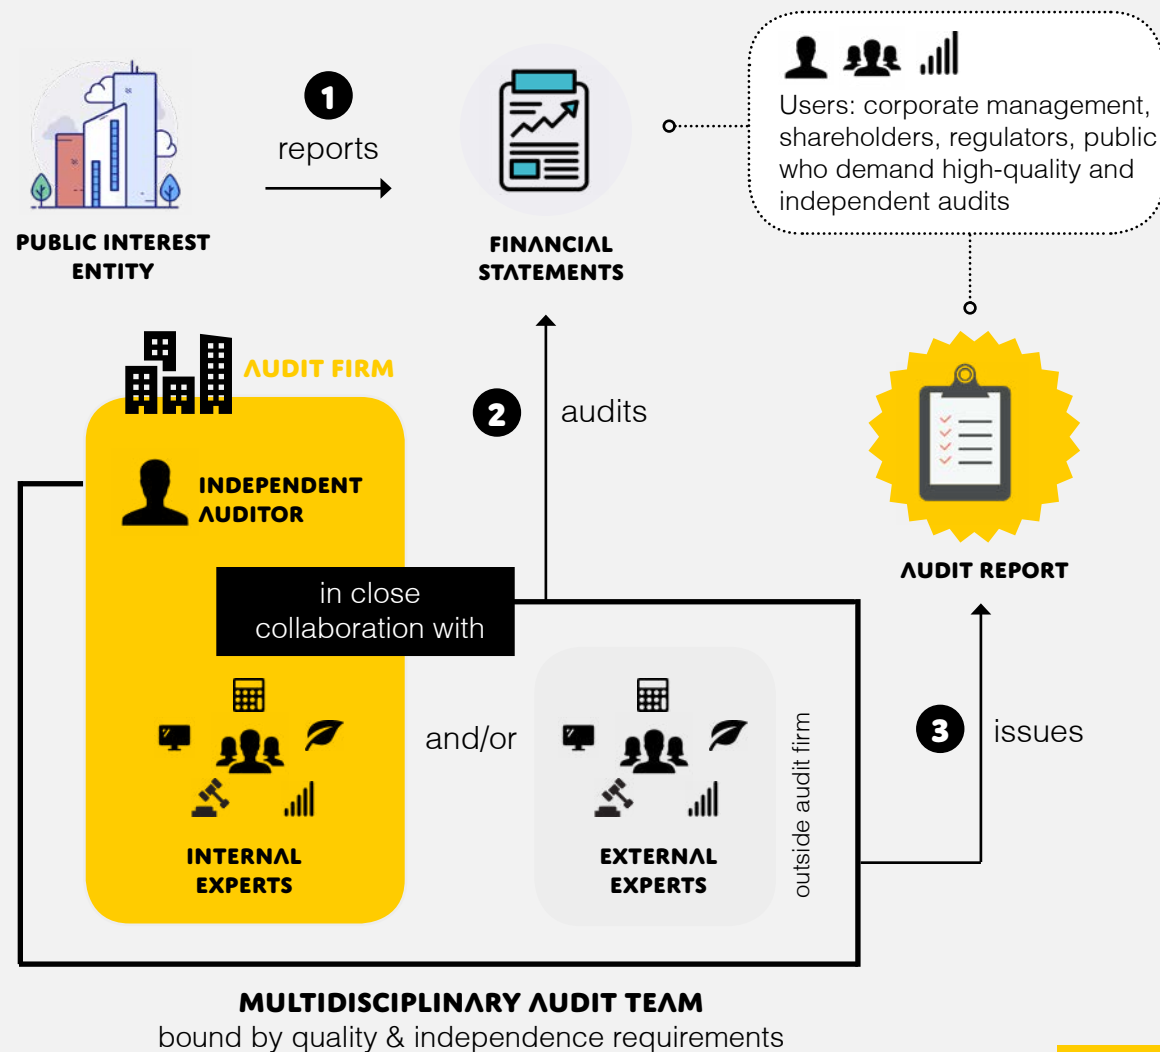 1
reports
PUBLIC INTEREST
ENTITY
FINANCIAL
STATEMENTS
Users: corporate management,
shareholders, regulators, public
who demand high-quality and
independent audits
AUDIT FIRM
2
audits
INDEPENDENT
AUDITOR
AUDIT REPORT
in close
collaboration with
and/or
3
issues
outside audit firm
INTERNAL
EXPERTS
EXTERNAL
EXPERTS
MULTIDISCIPLINARY AUDIT TEAM
bound by quality & independence requirements